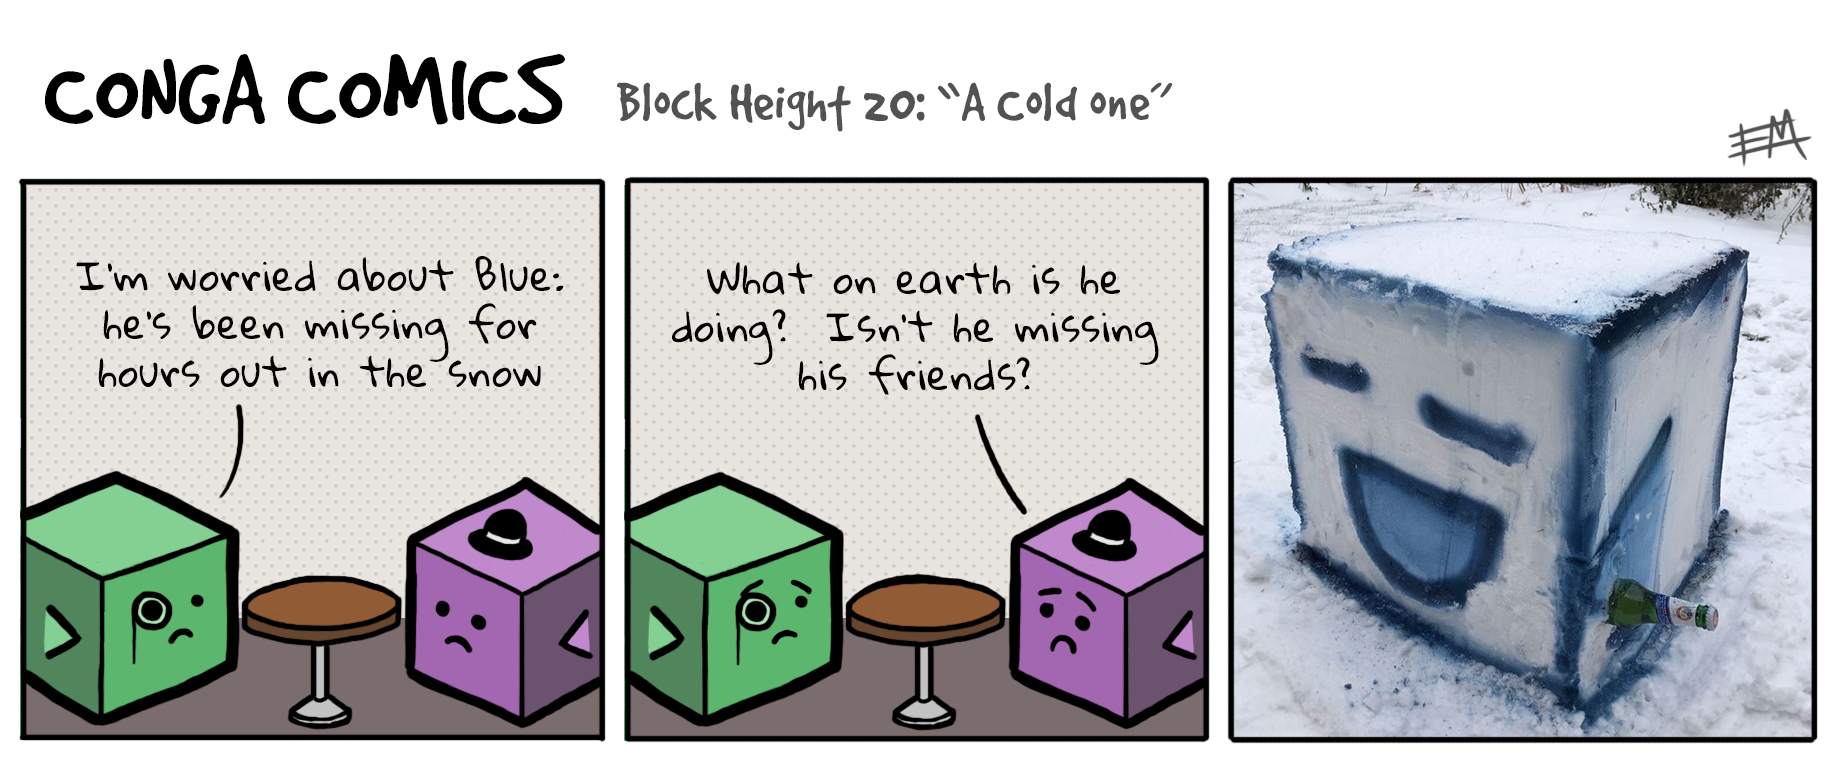 CONGA COMICS
Block Height 20: “A cold one”
EM
I'm worried about Blue:
he's been missing for
hours out in the snow
What on earth is he
doing? Isn't he missing
his friends?